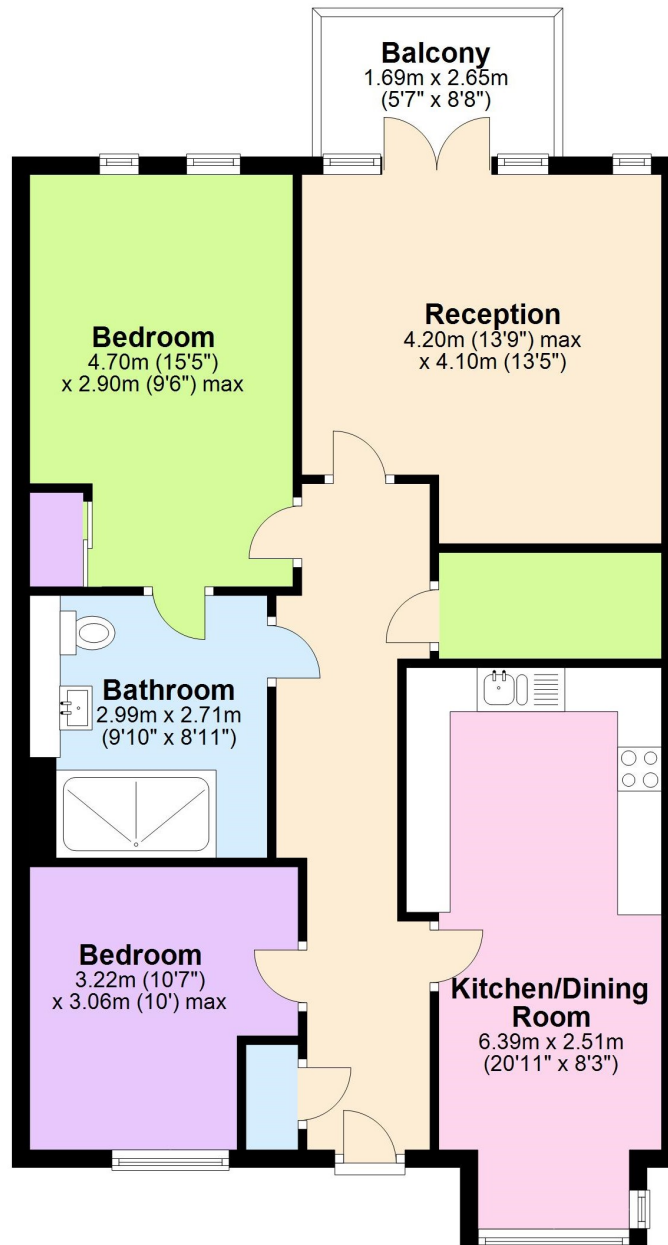 Balcony
1.69m x 2.65m
(5'7" x 8'8")
Bedroom
4.70m (15'5")
x 2.90m (9'6") max
Reception
4.20m (13'9") max
x 4.10m (13'5")
Bathroom
2.99m x 2.71m
(9'10" x 8'11")
Bedroom
3.22m (10'7")
x 3.06m (10') max
Kitchen/Dining
Room
6.39m x 2.51m
(20'11" x 8'3")